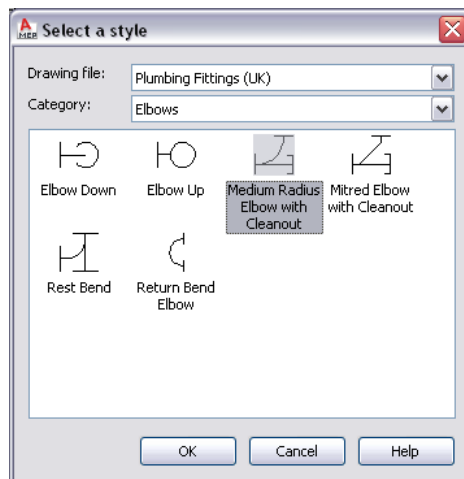 A
MEP
Select a style
Drawing file:
Plumbing Fittings (UK)
Category:
Elbows
Elbow Down
Elbow Up
Medium Radius
Elbow with
Cleanout
Mitred Elbow
with Cleanout
Rest Bend
Return Bend
Elbow
OK
Cancel
Help